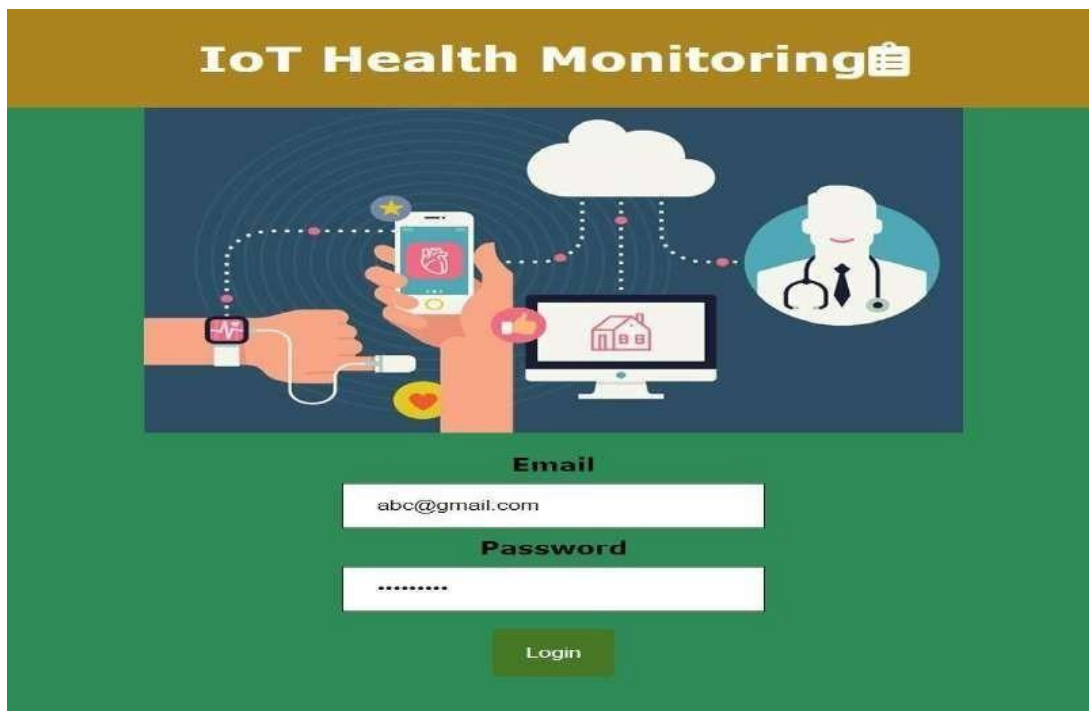 IoT Health Monitoring
Email
abc@gmail.com
Password
•••••••••
Login